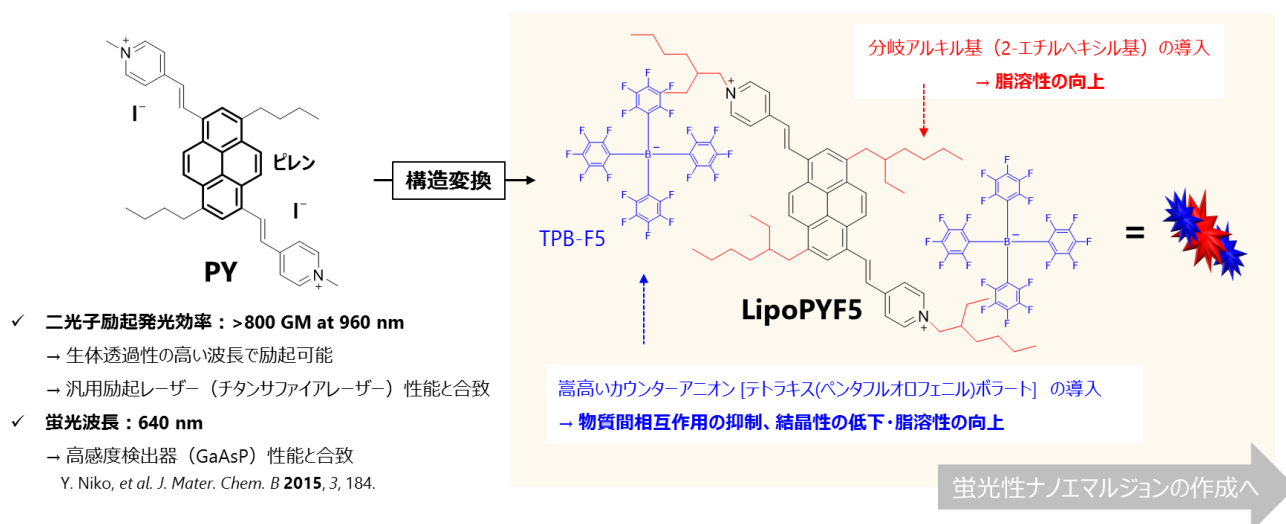 PY
ピレン
I⁻
I⁻
N
+
N
+
✓ 二光子励起発光効率:>800 GM at 960 nm
→ 生体透過性の高い波長で励起可能
→ 汎用励起レーザー(チタンサファイアレーザー)性能と合致
✓ 蛍光波長:640 nm
→ 高感度検出器(GaAsP)性能と合致
Y. Niko, et al. J. Mater. Chem. B 2015, 3, 184.
構造変換
分岐アルキル基(2-エチルヘキシル基)の導入
→ 脂溶性の向上
TPB-F5
LipoPYF5
=
嵩高いカウンターアニオン [テトラキス(ペンタフルオロフェニル)ボラート] の導入
→ 物質間相互作用の抑制、結晶性の低下・脂溶性の向上
蛍光性ナノエマルジョンの作成へ